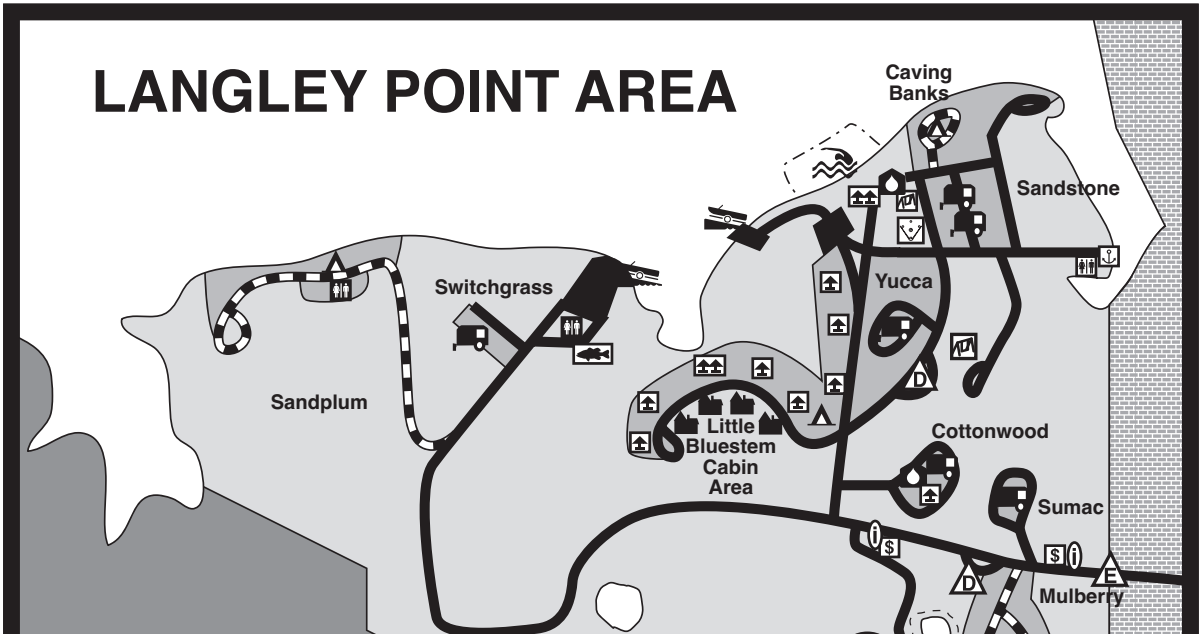 LANGLEY POINT AREA
Caving
Banks
Sandstone
Switchgrass
Yucca
D
Sandplum
Little
Bluestem
Cabin
Area
Cottonwood
Sumac
i
$
$
i
D
E
Mulberry